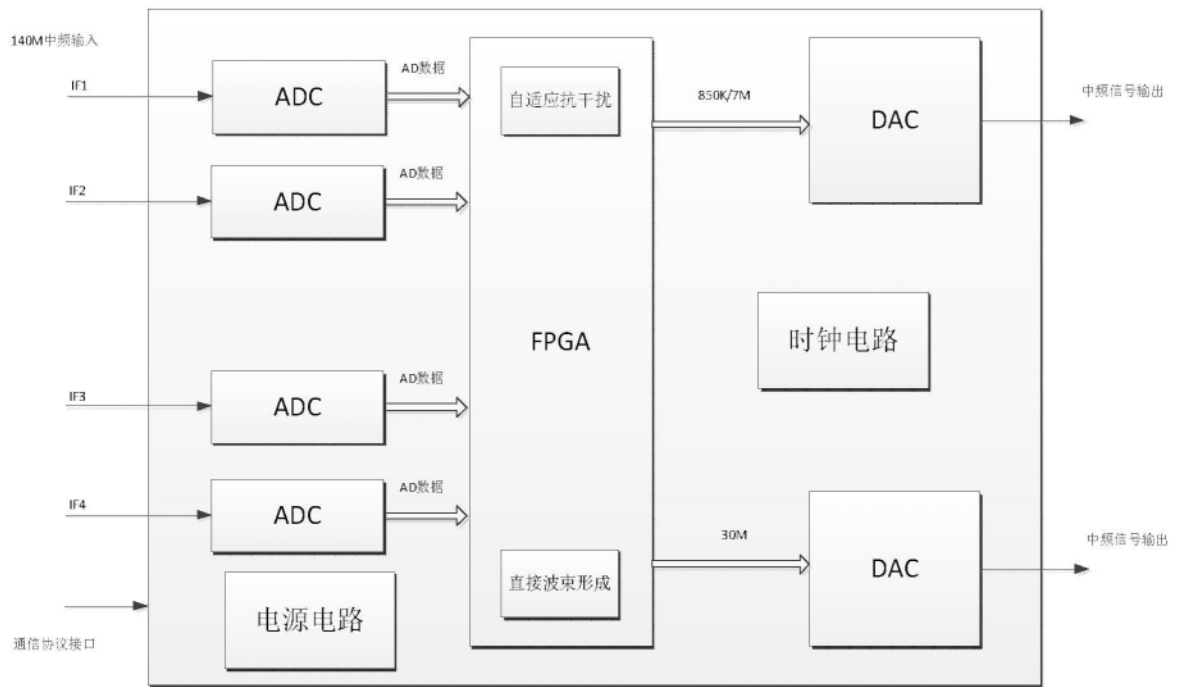 140M中频输入
IF1
ADC
AD数据
自适应抗干扰
850K/7M
DAC
中频信号输出
IF2
ADC
AD数据
FPGA
时钟电路
IF3
ADC
AD数据
IF4
ADC
AD数据
30M
DAC
中频信号输出
直接波束形成
电源电路
通信协议接口